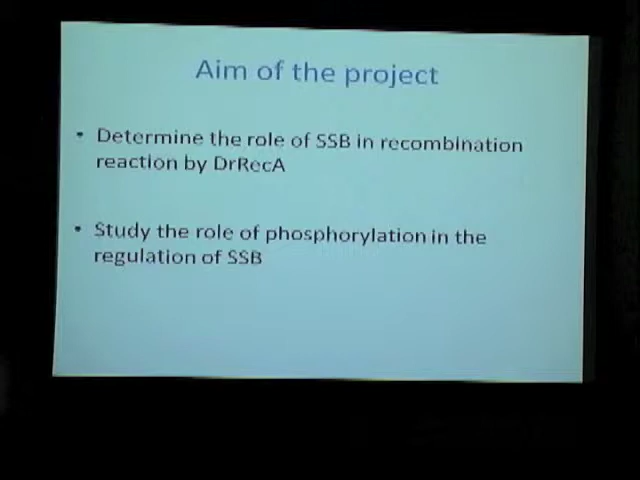 Aim of the project
• Determine the role of SSB in recombination
reaction by DrRecA
• Study the role of phosphorylation in the
regulation of SSB